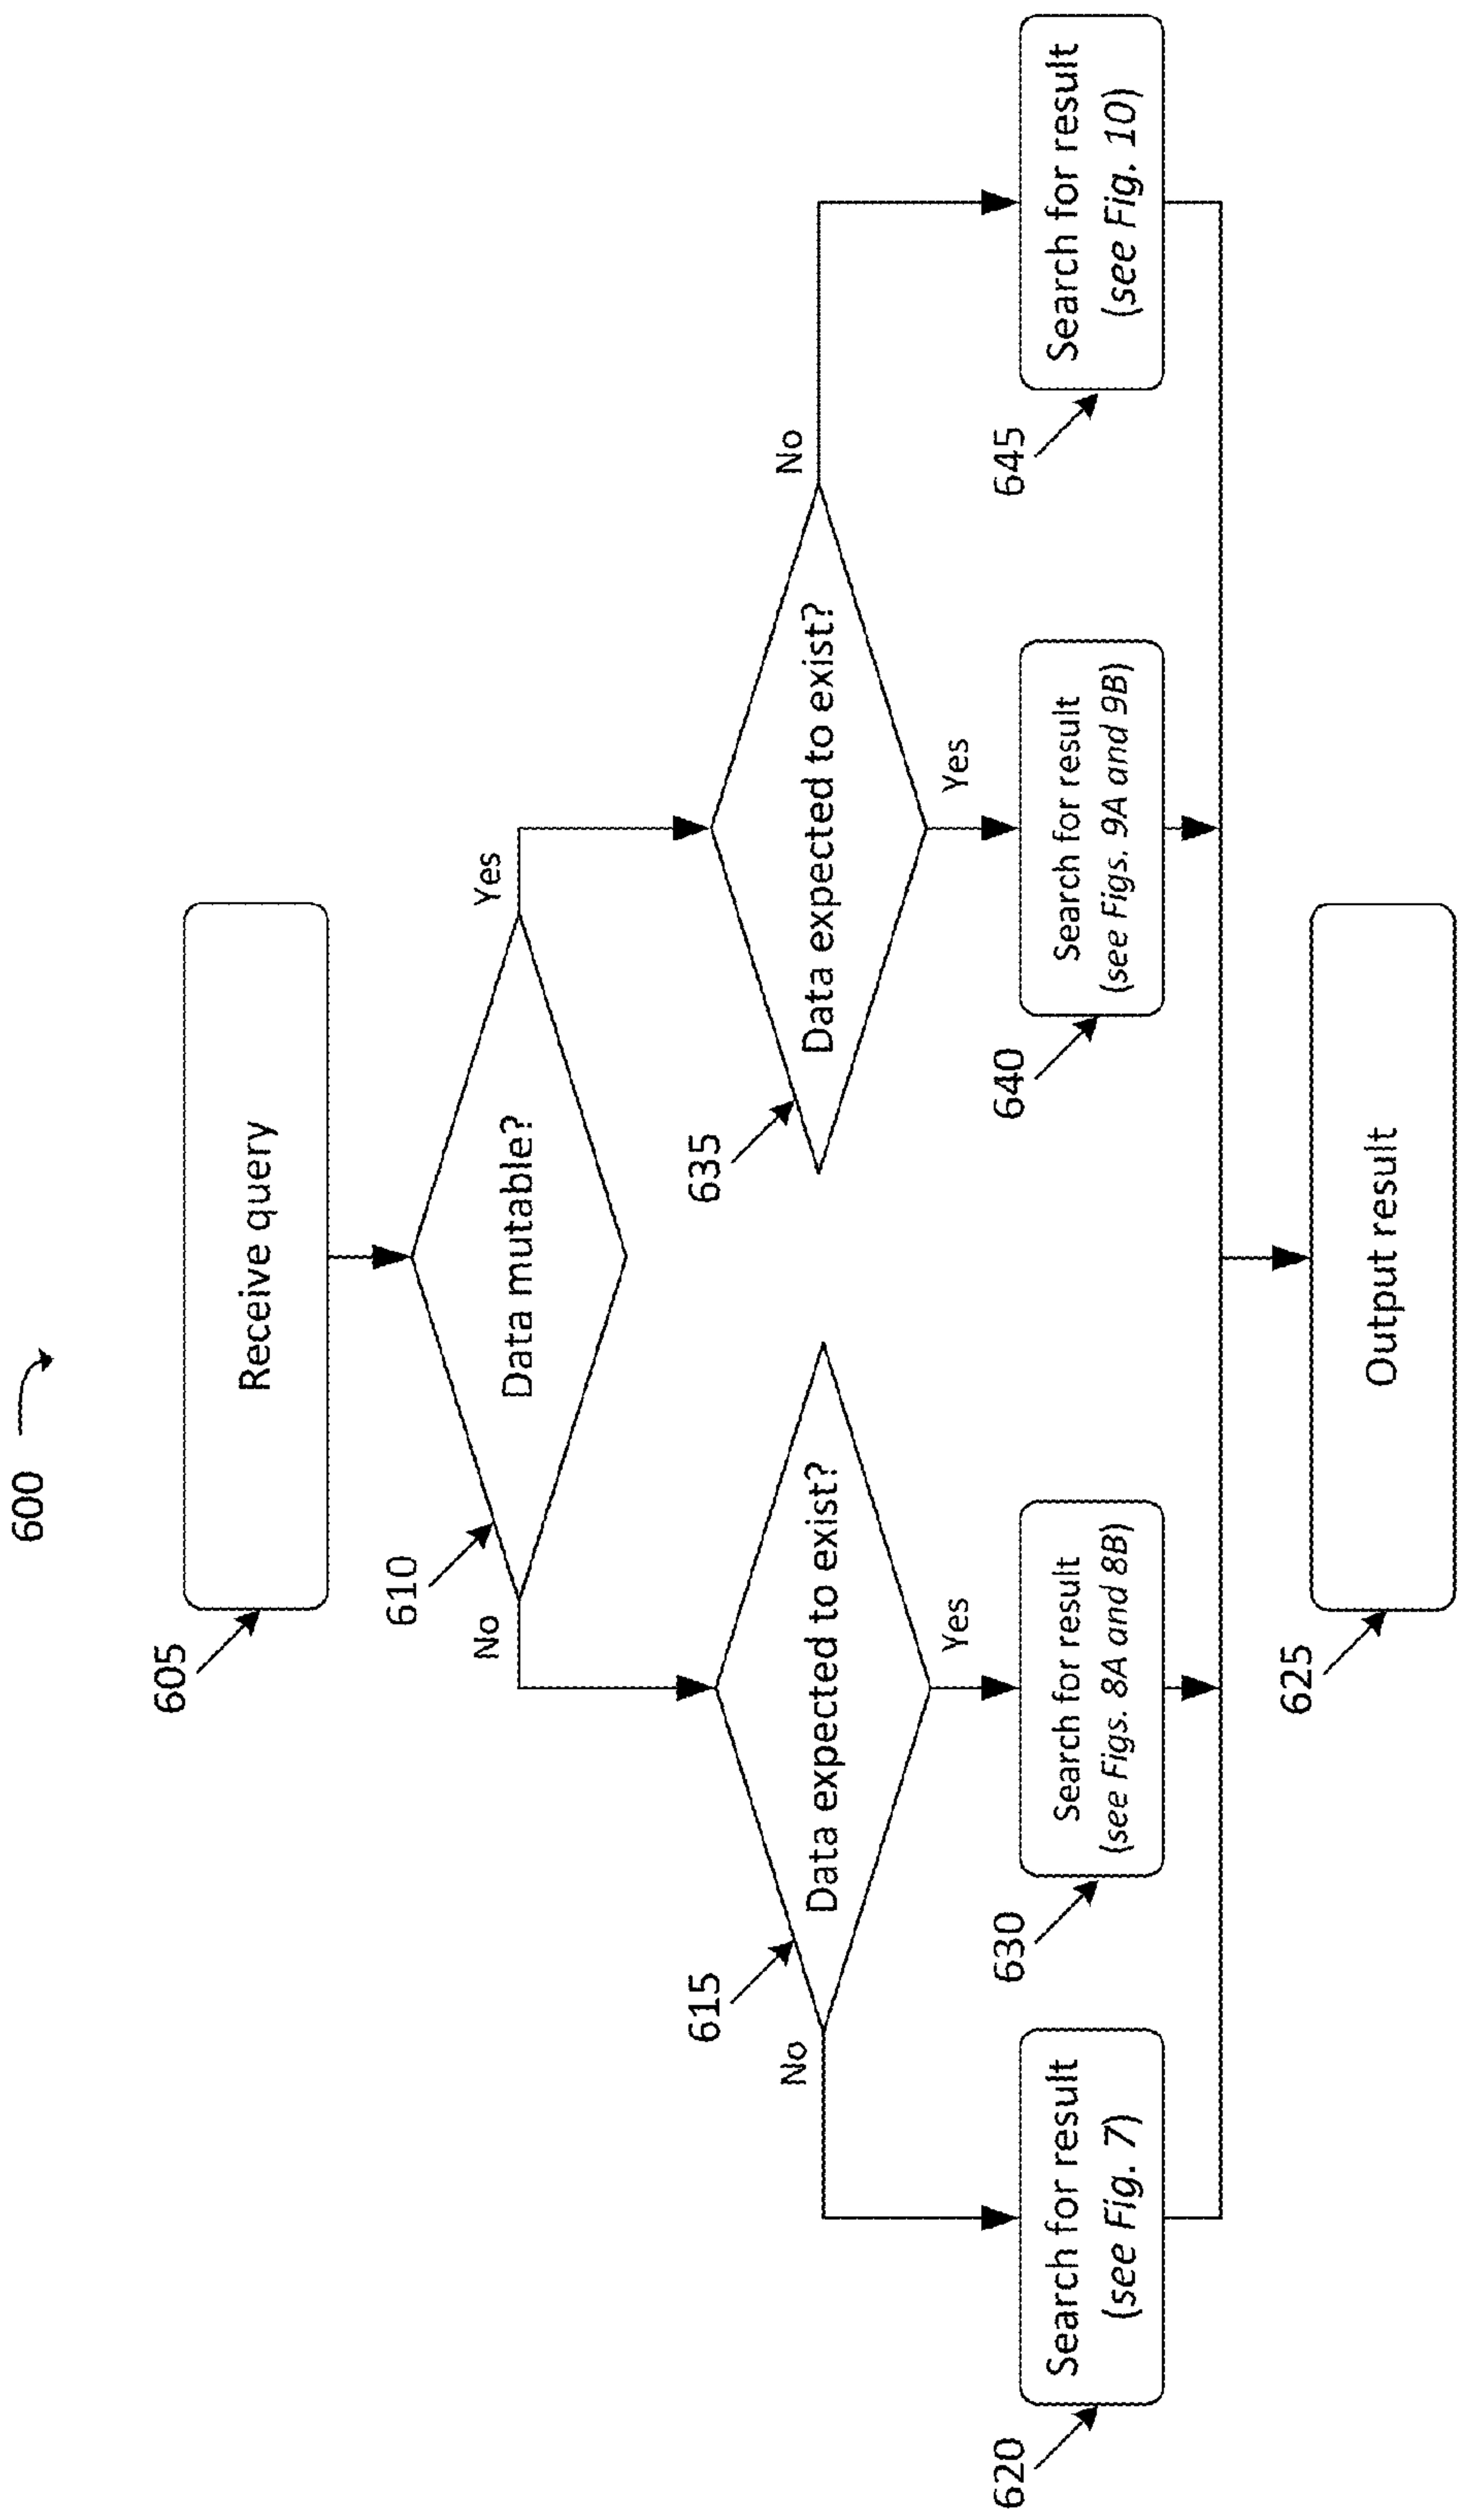 600
605
Receive query
610
Data mutable?
No
Yes
615
Data expected to exist?
No
Yes
635
Data expected to exist?
Yes
No
620
Search for result
(see Fig. 7)
630
Search for result
(see Figs. 8A and 8B)
640
Search for result
(see Figs. 9A and 9B)
645
Search for result
(see Fig. 10)
625
Output result